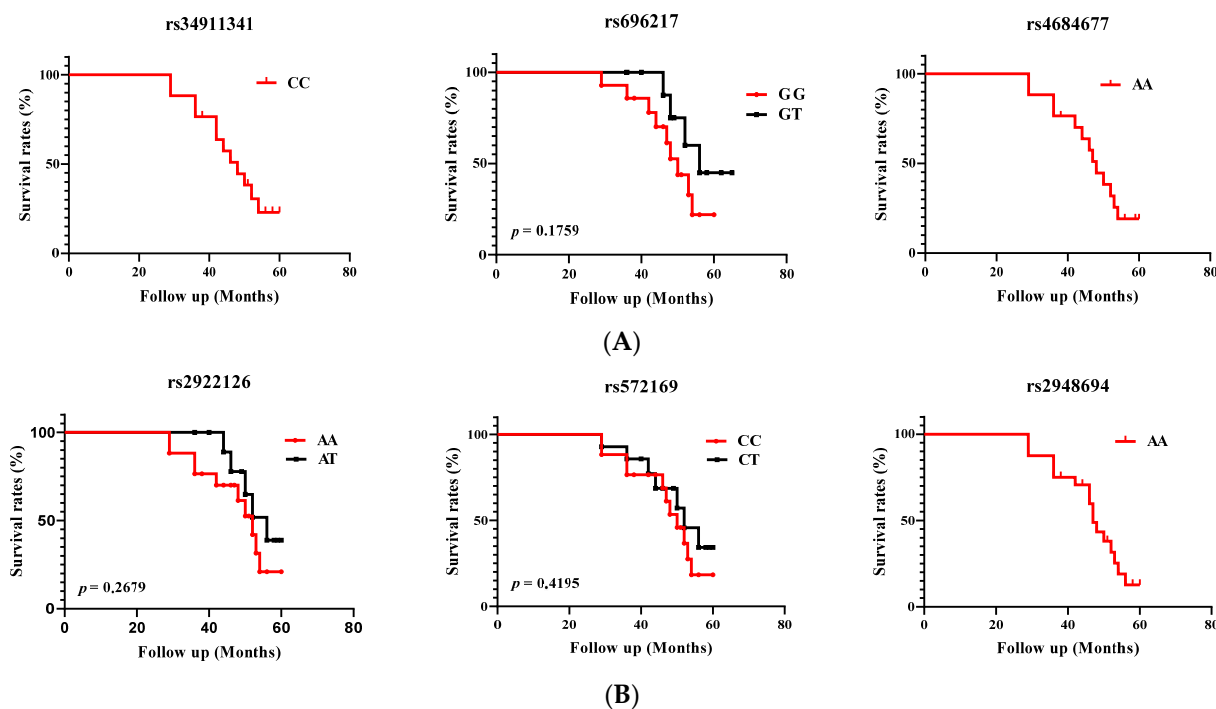 rs34911341
100
50
0
Survival rates (%)
CC
0 20 40 60 80
Follow up (Months)
rs696217
100
50
0
Survival rates (%)
GG
GT
p = 0.1759
0 20 40 60 80
Follow up (Months)
rs4684677
100
50
0
Survival rates (%)
AA
0 20 40 60 80
Follow up (Months)
(A)
rs2922126
100
50
0
Survival rates (%)
AA
AT
p = 0.2679
0 20 40 60 80
Follow up (Months)
rs572169
100
50
0
Survival rates (%)
CC
CT
p = 0.4195
0 20 40 60 80
Follow up (Months)
rs2948694
100
50
0
Survival rates (%)
AA
0 20 40 60 80
Follow up (Months)
(B)